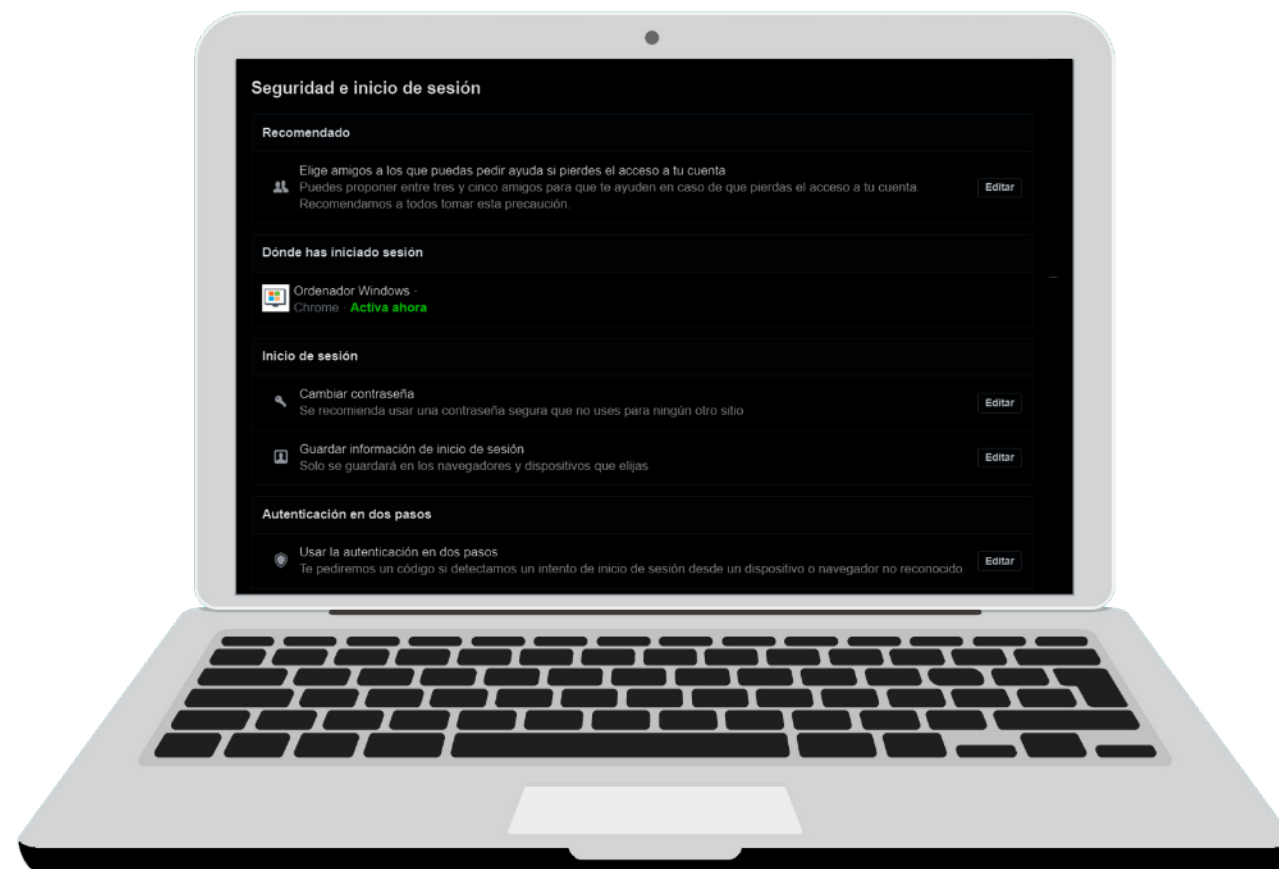 Seguridad e inicio de sesión
Recomendado
Elige amigos a los que puedas pedir ayuda si pierdes el acceso a tu cuenta
Puedes proponer entre tres y cinco amigos para que te ayuden en caso de que pierdas el acceso a tu cuenta.
Recomendamos a todos tomar esta precaución.
Editar
Dónde has iniciado sesión
Ordenador Windows ·
Chrome · Activa ahora
Inicio de sesión
Cambiar contraseña
Se recomienda usar una contraseña segura que no uses para ningún otro sitio
Editar
Guardar información de inicio de sesión
Solo se guardará en los navegadores y dispositivos que elijas
Editar
Autenticación en dos pasos
Usar la autenticación en dos pasos
Te pediremos un código si detectamos un intento de inicio de sesión desde un dispositivo o navegador no reconocido.
Editar